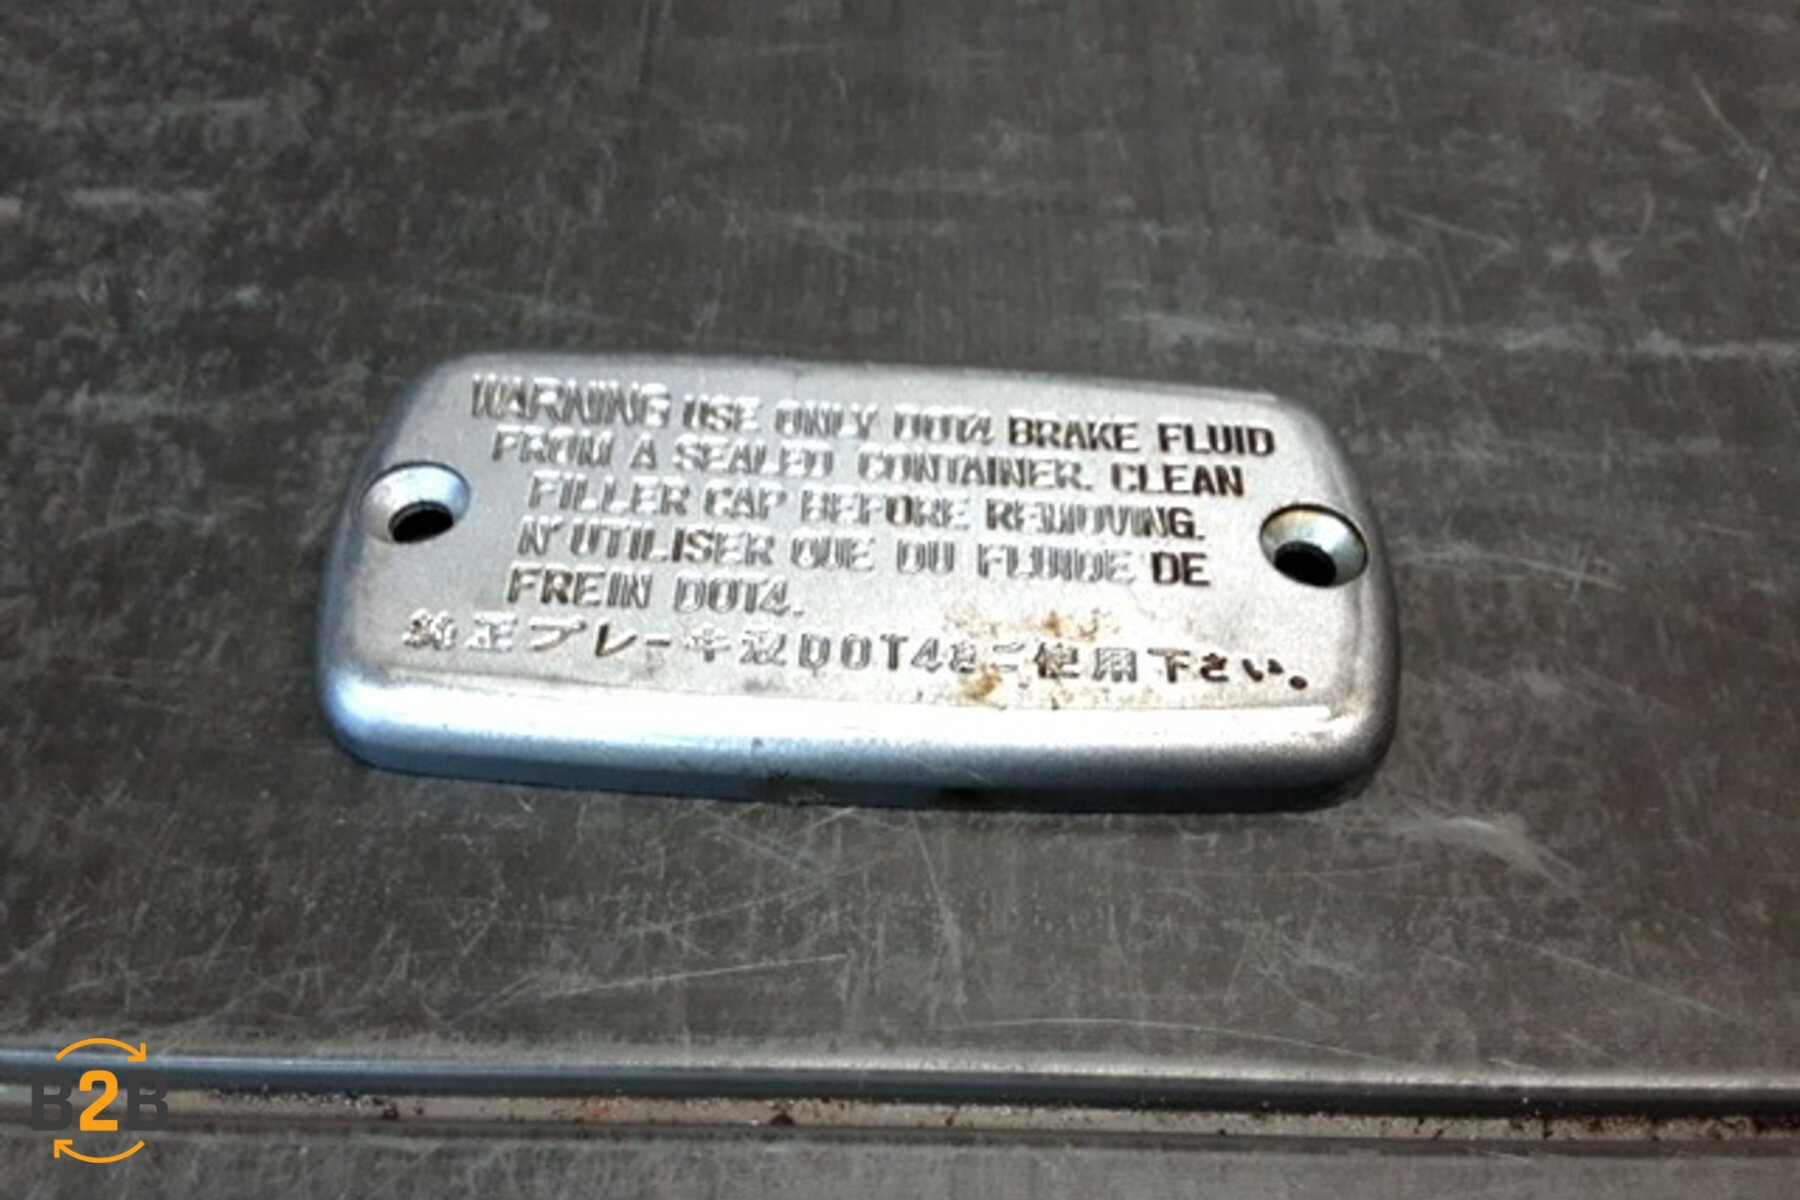 WARNING USE ONLY DOT4 BRAKE FLUID
FROM A SEALED CONTAINER. CLEAN
FILLER CAP BEFORE REMOVING.
N'UTILISER QUE DU FLUIDE DE
FREIN DOT4.
純正ブレーキ液DOT4をご使用下さい。
B2B